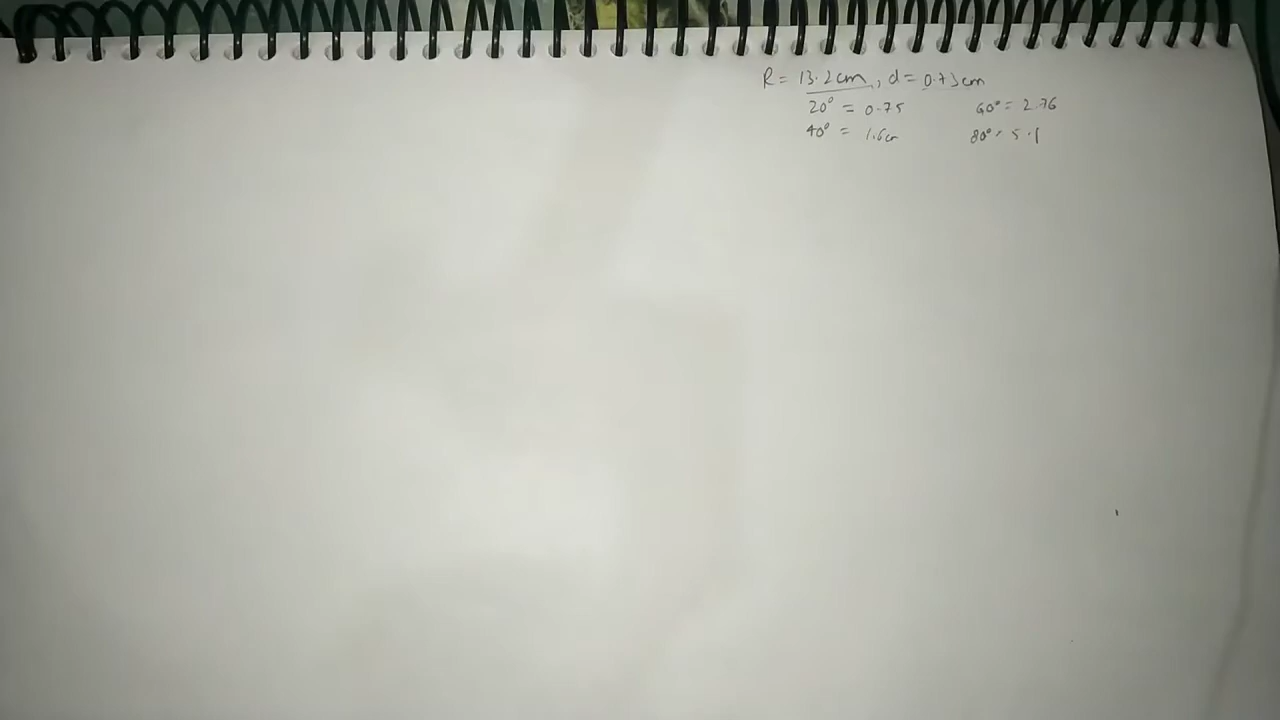 R = 13.2cm, d = 0.73cm
20° = 0.75 60° = 2.76
40° = 1.6cm 80° = 5.1